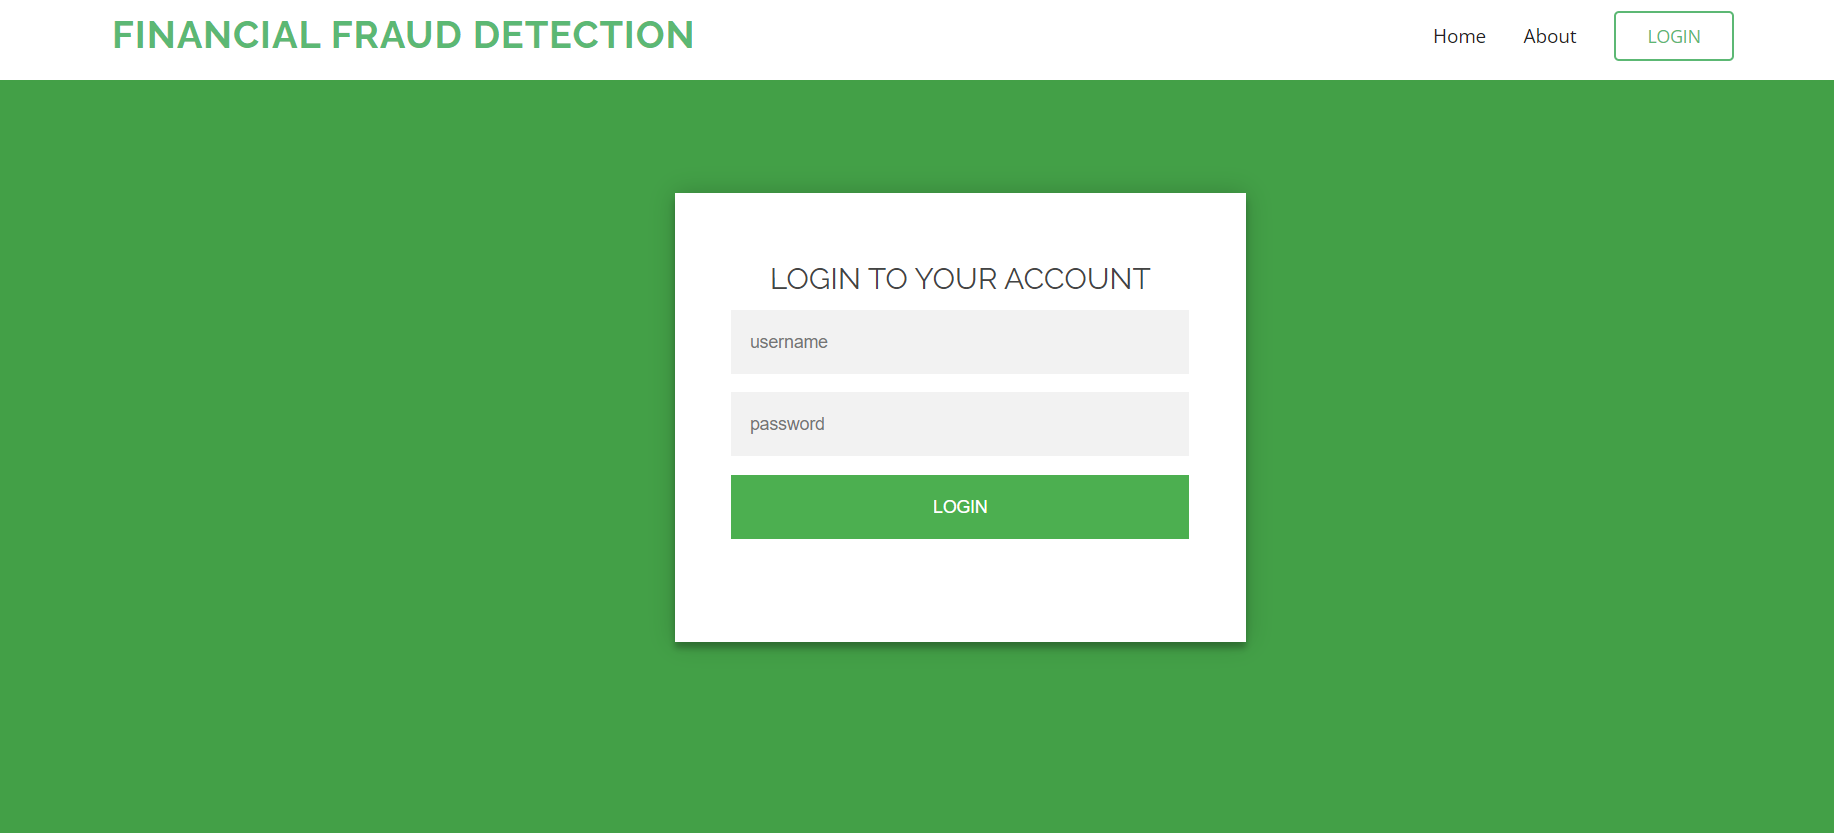 FINANCIAL FRAUD DETECTION
Home About LOGIN
LOGIN TO YOUR ACCOUNT
username
password
LOGIN